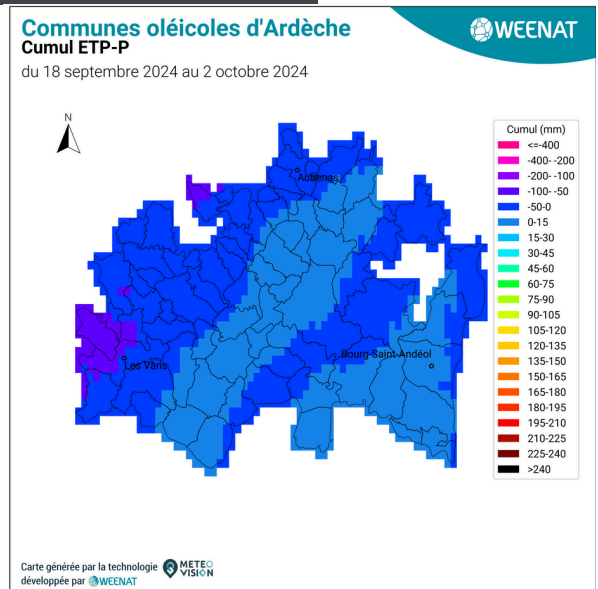 Communes oléicoles d'Ardèche
Cumul ETP-P
WEENAT
du 18 septembre 2024 au 2 octobre 2024
N
Cumul (mm)
<=-400
-400- -200
-200- -100
-100- -50
-50-0
0-15
15-30
30-45
45-60
60-75
75-90
90-105
105-120
120-135
135-150
150-165
165-180
180-195
195-210
210-225
225-240
>240
Aubenas
Bourg-Saint-Andéol
Les Vans
Carte générée par la technologie METEO VISION
développée par WEENAT